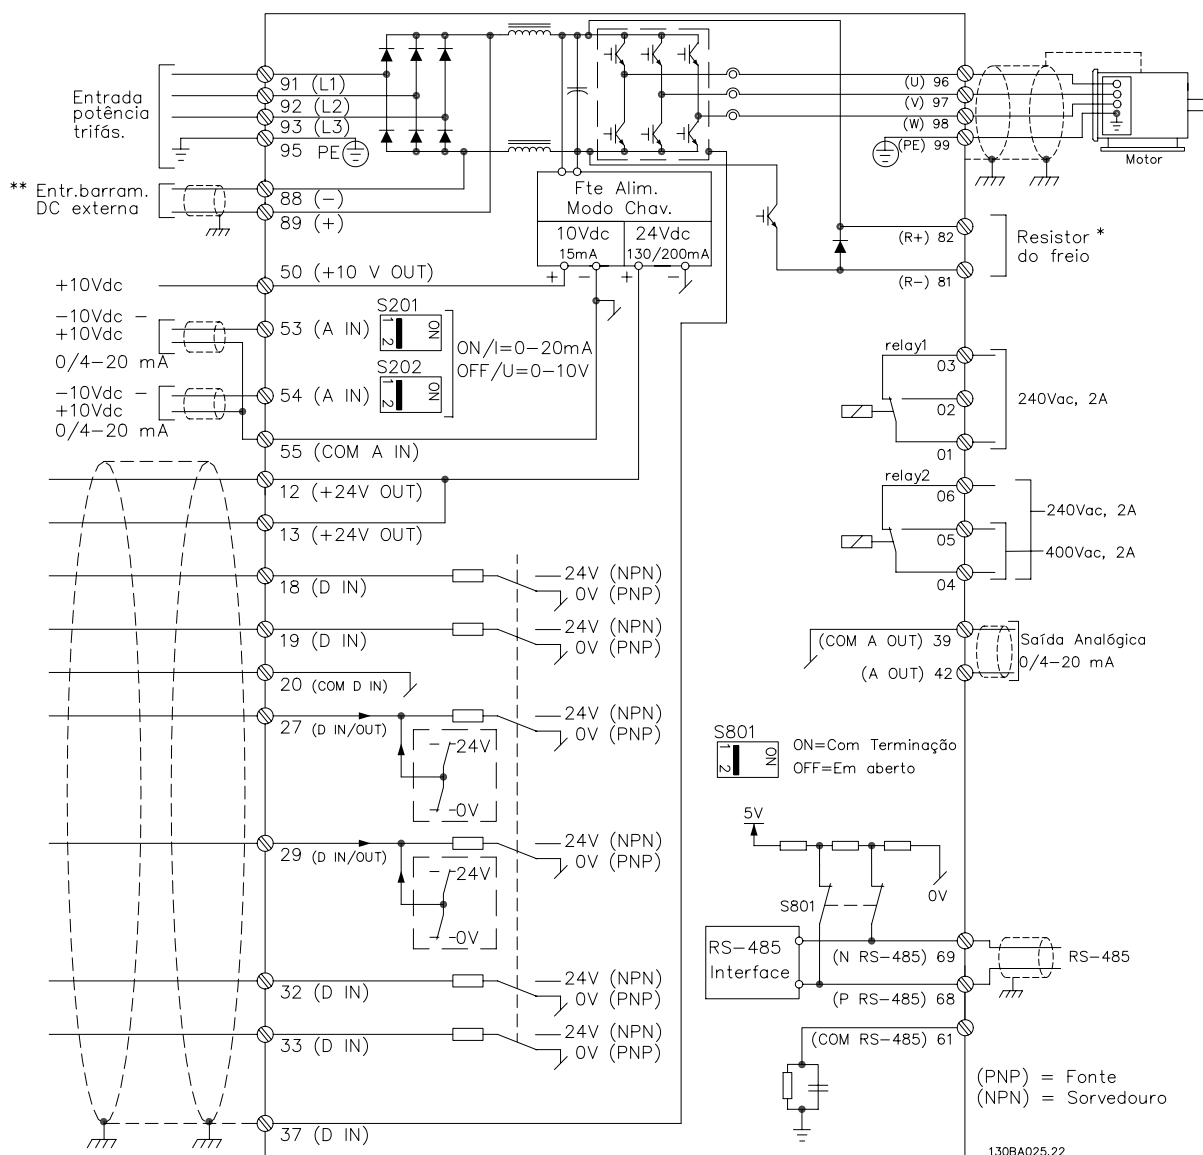 Entrada
potência
trifás.
91 (L1)
92 (L2)
93 (L3)
95 PE
** Entr.barram.
DC externa
88 (−)
89 (+)
Fte Alim.
Modo Chav.
10Vdc
15mA
24Vdc
130/200mA
+ − + −
(U) 96
(V) 97
(W) 98
(PE) 99
Motor
(R+) 82
(R−) 81
Resistor *
do freio
+10Vdc
50 (+10 V OUT)
−10Vdc −
+10Vdc
0/4−20 mA
53 (A IN)
S201
1 2
ON
−10Vdc −
+10Vdc
0/4−20 mA
54 (A IN)
S202
1 2
ON
ON/I=0−20mA
OFF/U=0−10V
55 (COM A IN)
12 (+24V OUT)
13 (+24V OUT)
relay1
03
02
01
240Vac, 2A
relay2
06
05
04
240Vac, 2A
400Vac, 2A
18 (D IN)
24V (NPN)
0V (PNP)
19 (D IN)
24V (NPN)
0V (PNP)
20 (COM D IN)
27 (D IN/OUT)
24V (NPN)
0V (PNP)
24V
0V
29 (D IN/OUT)
24V (NPN)
0V (PNP)
24V
0V
32 (D IN)
24V (NPN)
0V (PNP)
33 (D IN)
24V (NPN)
0V (PNP)
37 (D IN)
(COM A OUT) 39
(A OUT) 42
Saída Analógica
0/4−20 mA
S801
1 2
ON
ON=Com Terminação
OFF=Em aberto
5V
S801
0V
RS−485
Interface
(N RS−485) 69
(P RS−485) 68
RS−485
(COM RS−485) 61
(PNP) = Fonte
(NPN) = Sorvedouro
130BA025.22